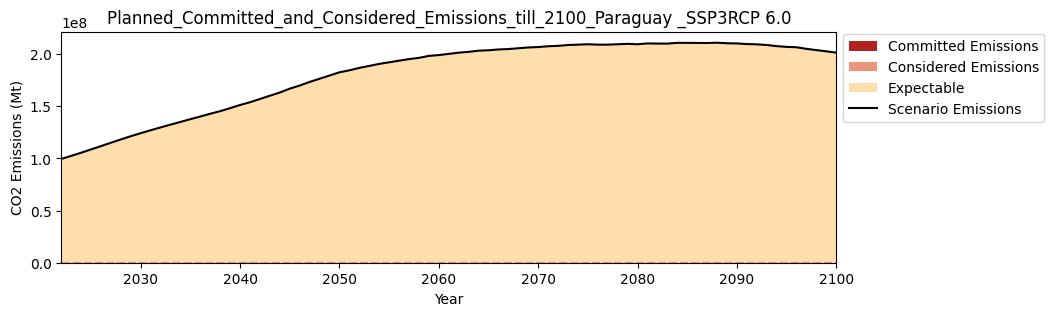 Planned_Committed_and_Considered_Emissions_till_2100_Paraguay _SSP3RCP 6.0
1e8
CO2 Emissions (Mt)
2.0
1.5
1.0
0.5
0.0
2030 2040 2050 2060 2070 2080 2090 2100
Year
Committed Emissions
Considered Emissions
Expectable
Scenario Emissions